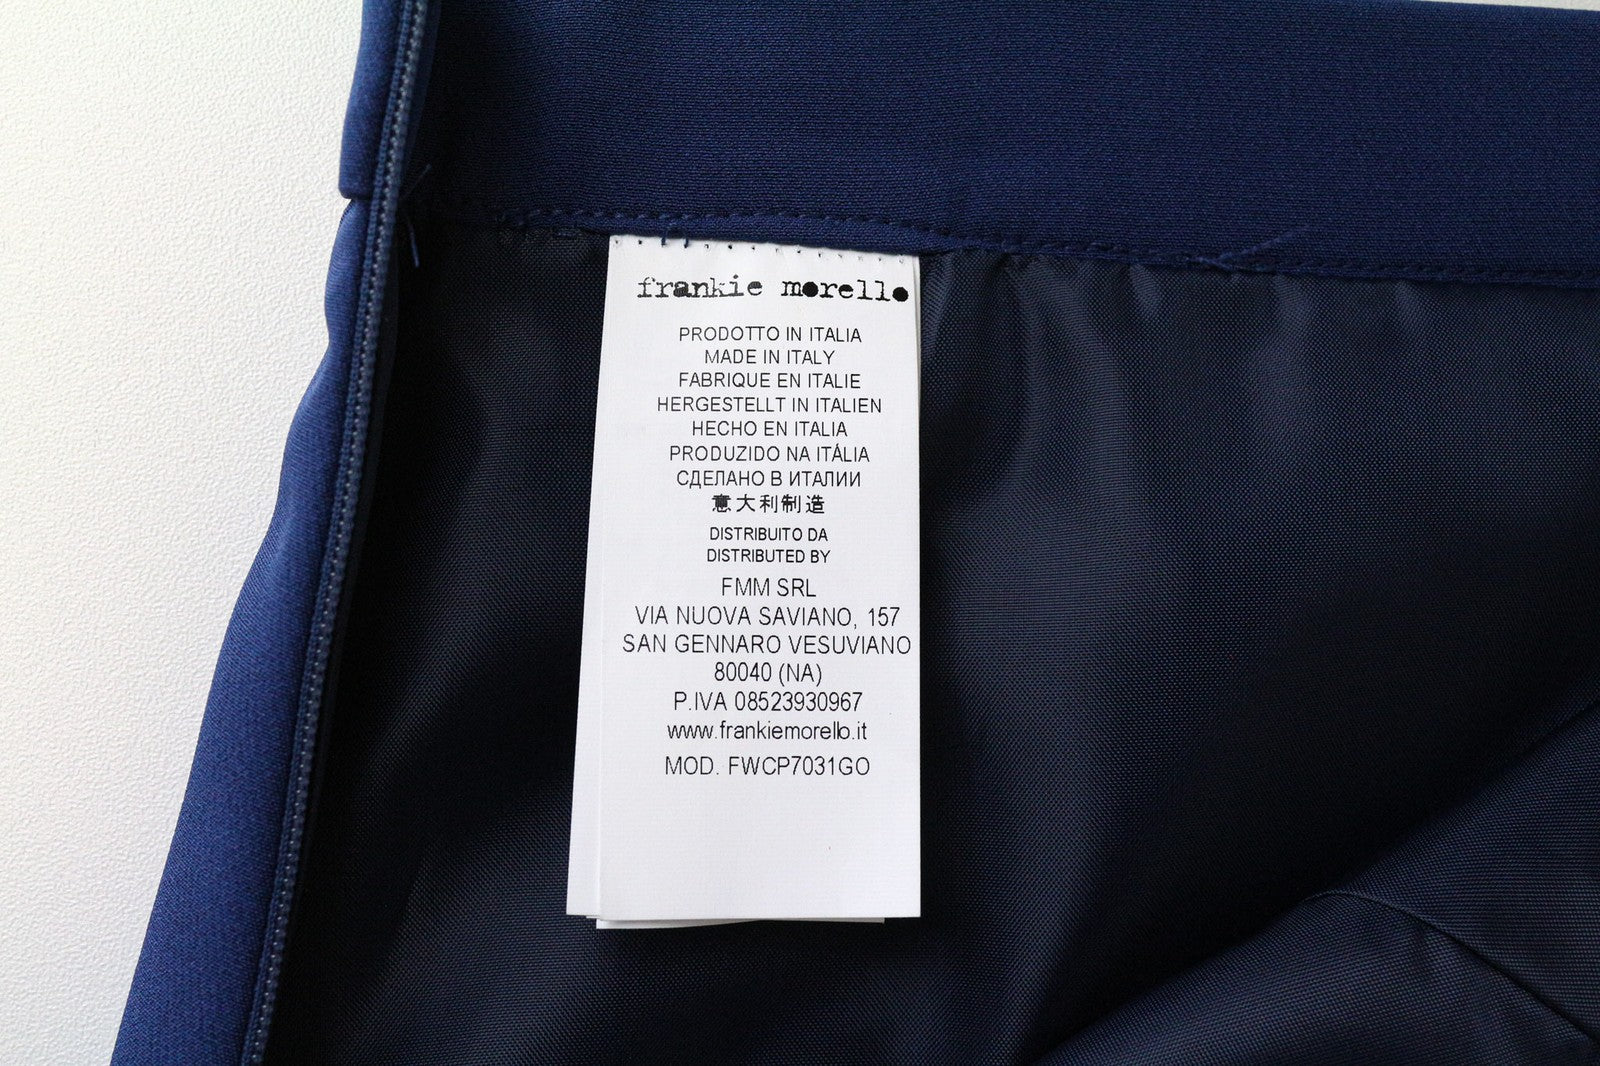 frankie morello
PRODOTTO IN ITALIA
MADE IN ITALY
FABRIQUE EN ITALIE
HERGESTELLT IN ITALIEN
HECHO EN ITALIA
PRODUZIDO NA ITÁLIA
СДЕЛАНО В ИТАЛИИ
意大利制造
DISTRIBUITO DA
DISTRIBUTED BY
FMM SRL
VIA NUOVA SAVIANO, 157
SAN GENNARO VESUVIANO
80040 (NA)
P.IVA 08523930967
www.frankiemorello.it
MOD. FWCP7031GO